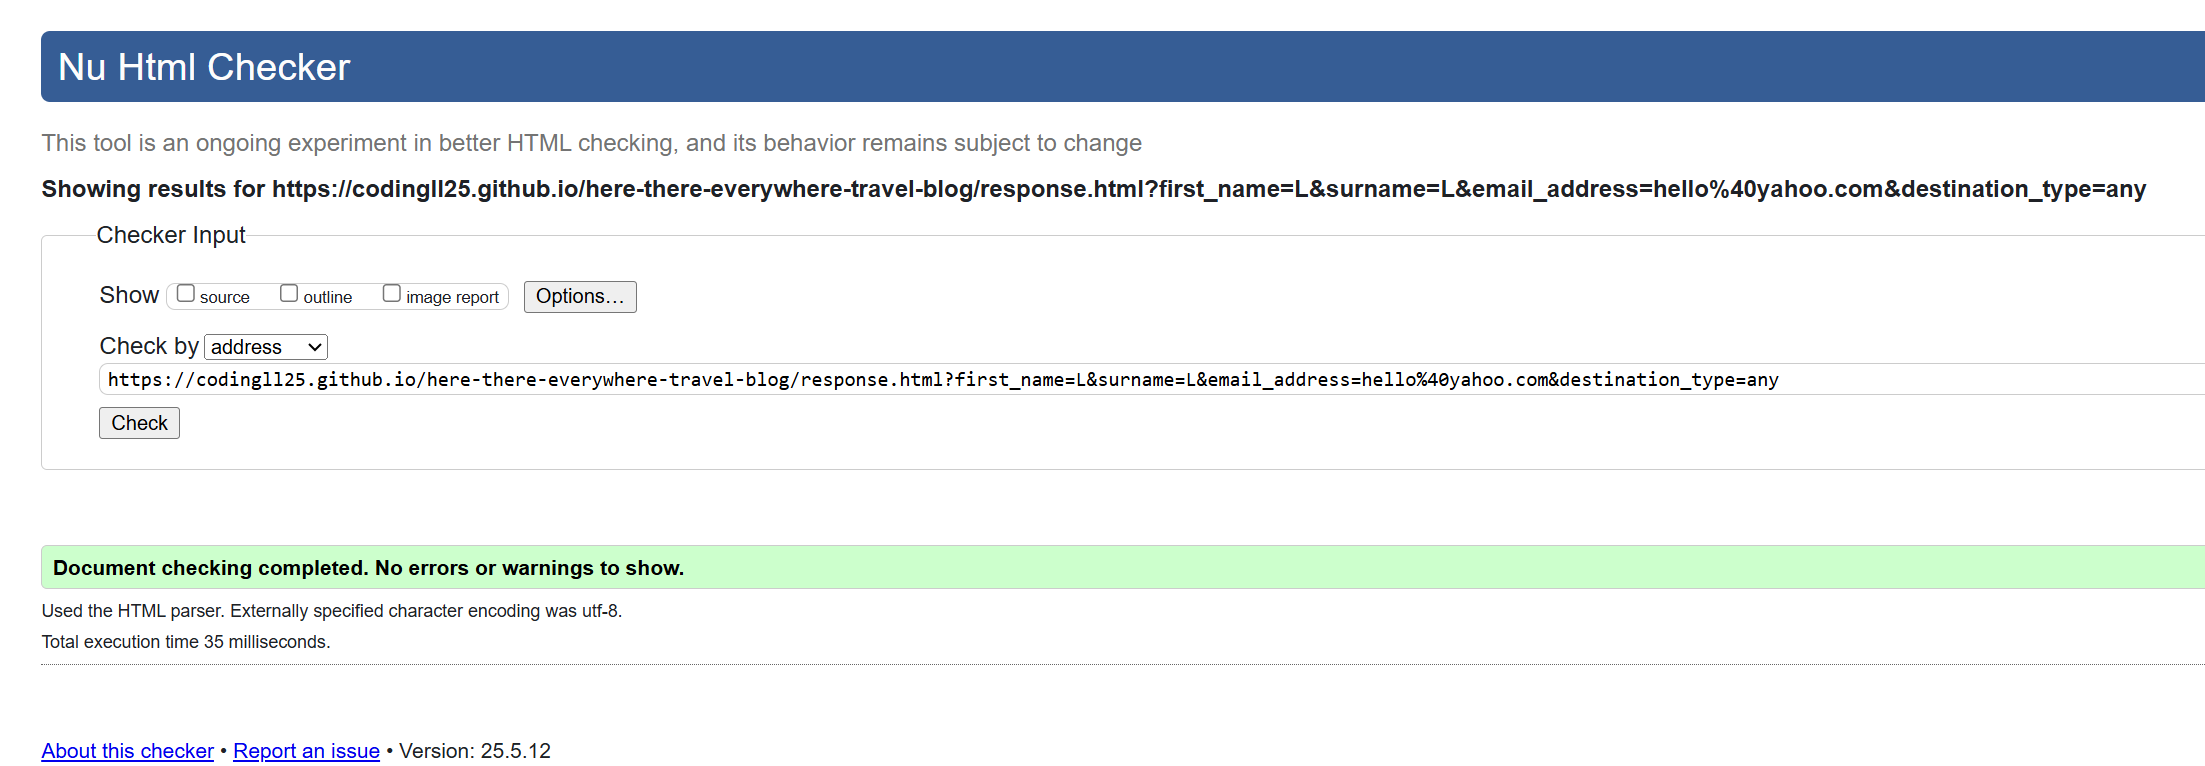 Nu Html Checker
This tool is an ongoing experiment in better HTML checking, and its behavior remains subject to change
Showing results for https://codingll25.github.io/here-there-everywhere-travel-blog/response.html?first_name=L&surname=L&email_address=hello%40yahoo.com&destination_type=any
Checker Input
Show source outline image report Options...
Check by address
https://codingll25.github.io/here-there-everywhere-travel-blog/response.html?first_name=L&surname=L&email_address=hello%40yahoo.com&destination_type=any
Check
Document checking completed. No errors or warnings to show.
Used the HTML parser. Externally specified character encoding was utf-8.
Total execution time 35 milliseconds.
About this checker • Report an issue • Version: 25.5.12